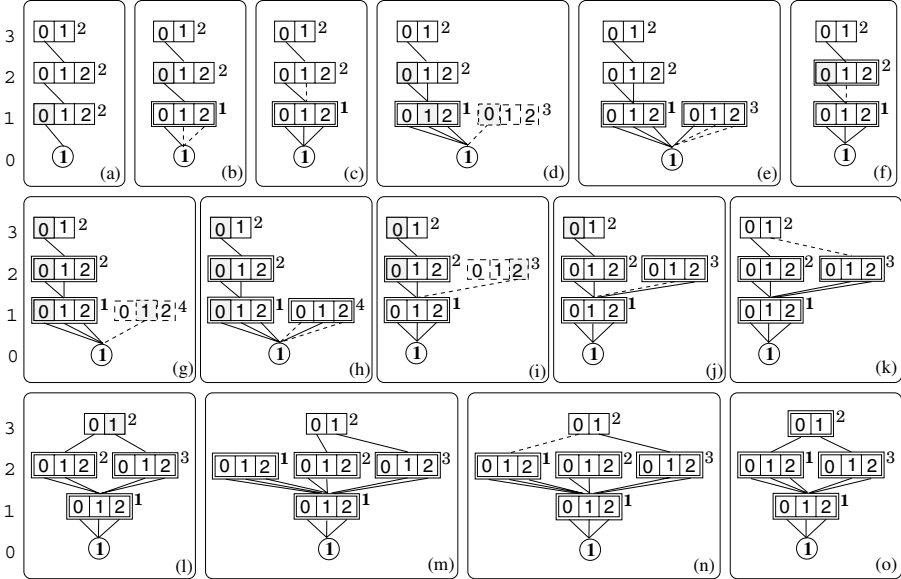 3 0 1 2 0 1 2 0 1 2 0 1 2 0 1 2 0 1 2
2 0 1 2 2 0 1 2 2 0 1 2 2 0 1 2 2 0 1 2 2 0 1 2 2
1 0 1 2 2 0 1 2 1 0 1 2 1 0 1 2 1 0 1 2 3 0 1 2 1 0 1 2 3 0 1 2 1
0 1 (a) 1 (b) 1 (c) 1 (d) 1 (e) 1 (f)
3 0 1 2 0 1 2 0 1 2 0 1 2 0 1 2
2 0 1 2 2 0 1 2 2 0 1 2 2 0 1 2 3 0 1 2 2 0 1 2 3 0 1 2 2 0 1 2 3
1 0 1 2 1 0 1 2 4 0 1 2 1 0 1 2 4 0 1 2 1 0 1 2 1 0 1 2 1
0 1 (g) 1 (h) 1 (i) 1 (j) 1 (k)
3 0 1 2 0 1 2 0 1 2 0 1 2
2 0 1 2 2 0 1 2 3 0 1 2 1 0 1 2 2 0 1 2 3 0 1 2 1 0 1 2 2 0 1 2 3 0 1 2 1 0 1 2 2
1 0 1 2 1 0 1 2 1 0 1 2 1 0 1 2 1
0 1 (l) 1 (m) 1 (n) 1 (o)